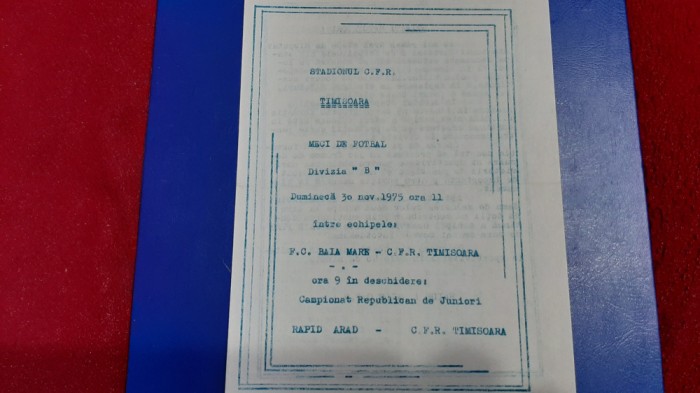 STADIONUL C.F.R.
TIMISOARA
MECI DE FOTBAL
Divizia " B "
Duminecă 3o nov.1975 ora 11
între echipele:
F.C. BAIA MARE - C.F.R. TIMISOARA
- . -
ora 9 în deschidere:
Campionat Republican de Juniori
RAPID ARAD - C.F.R. TIMISOARA